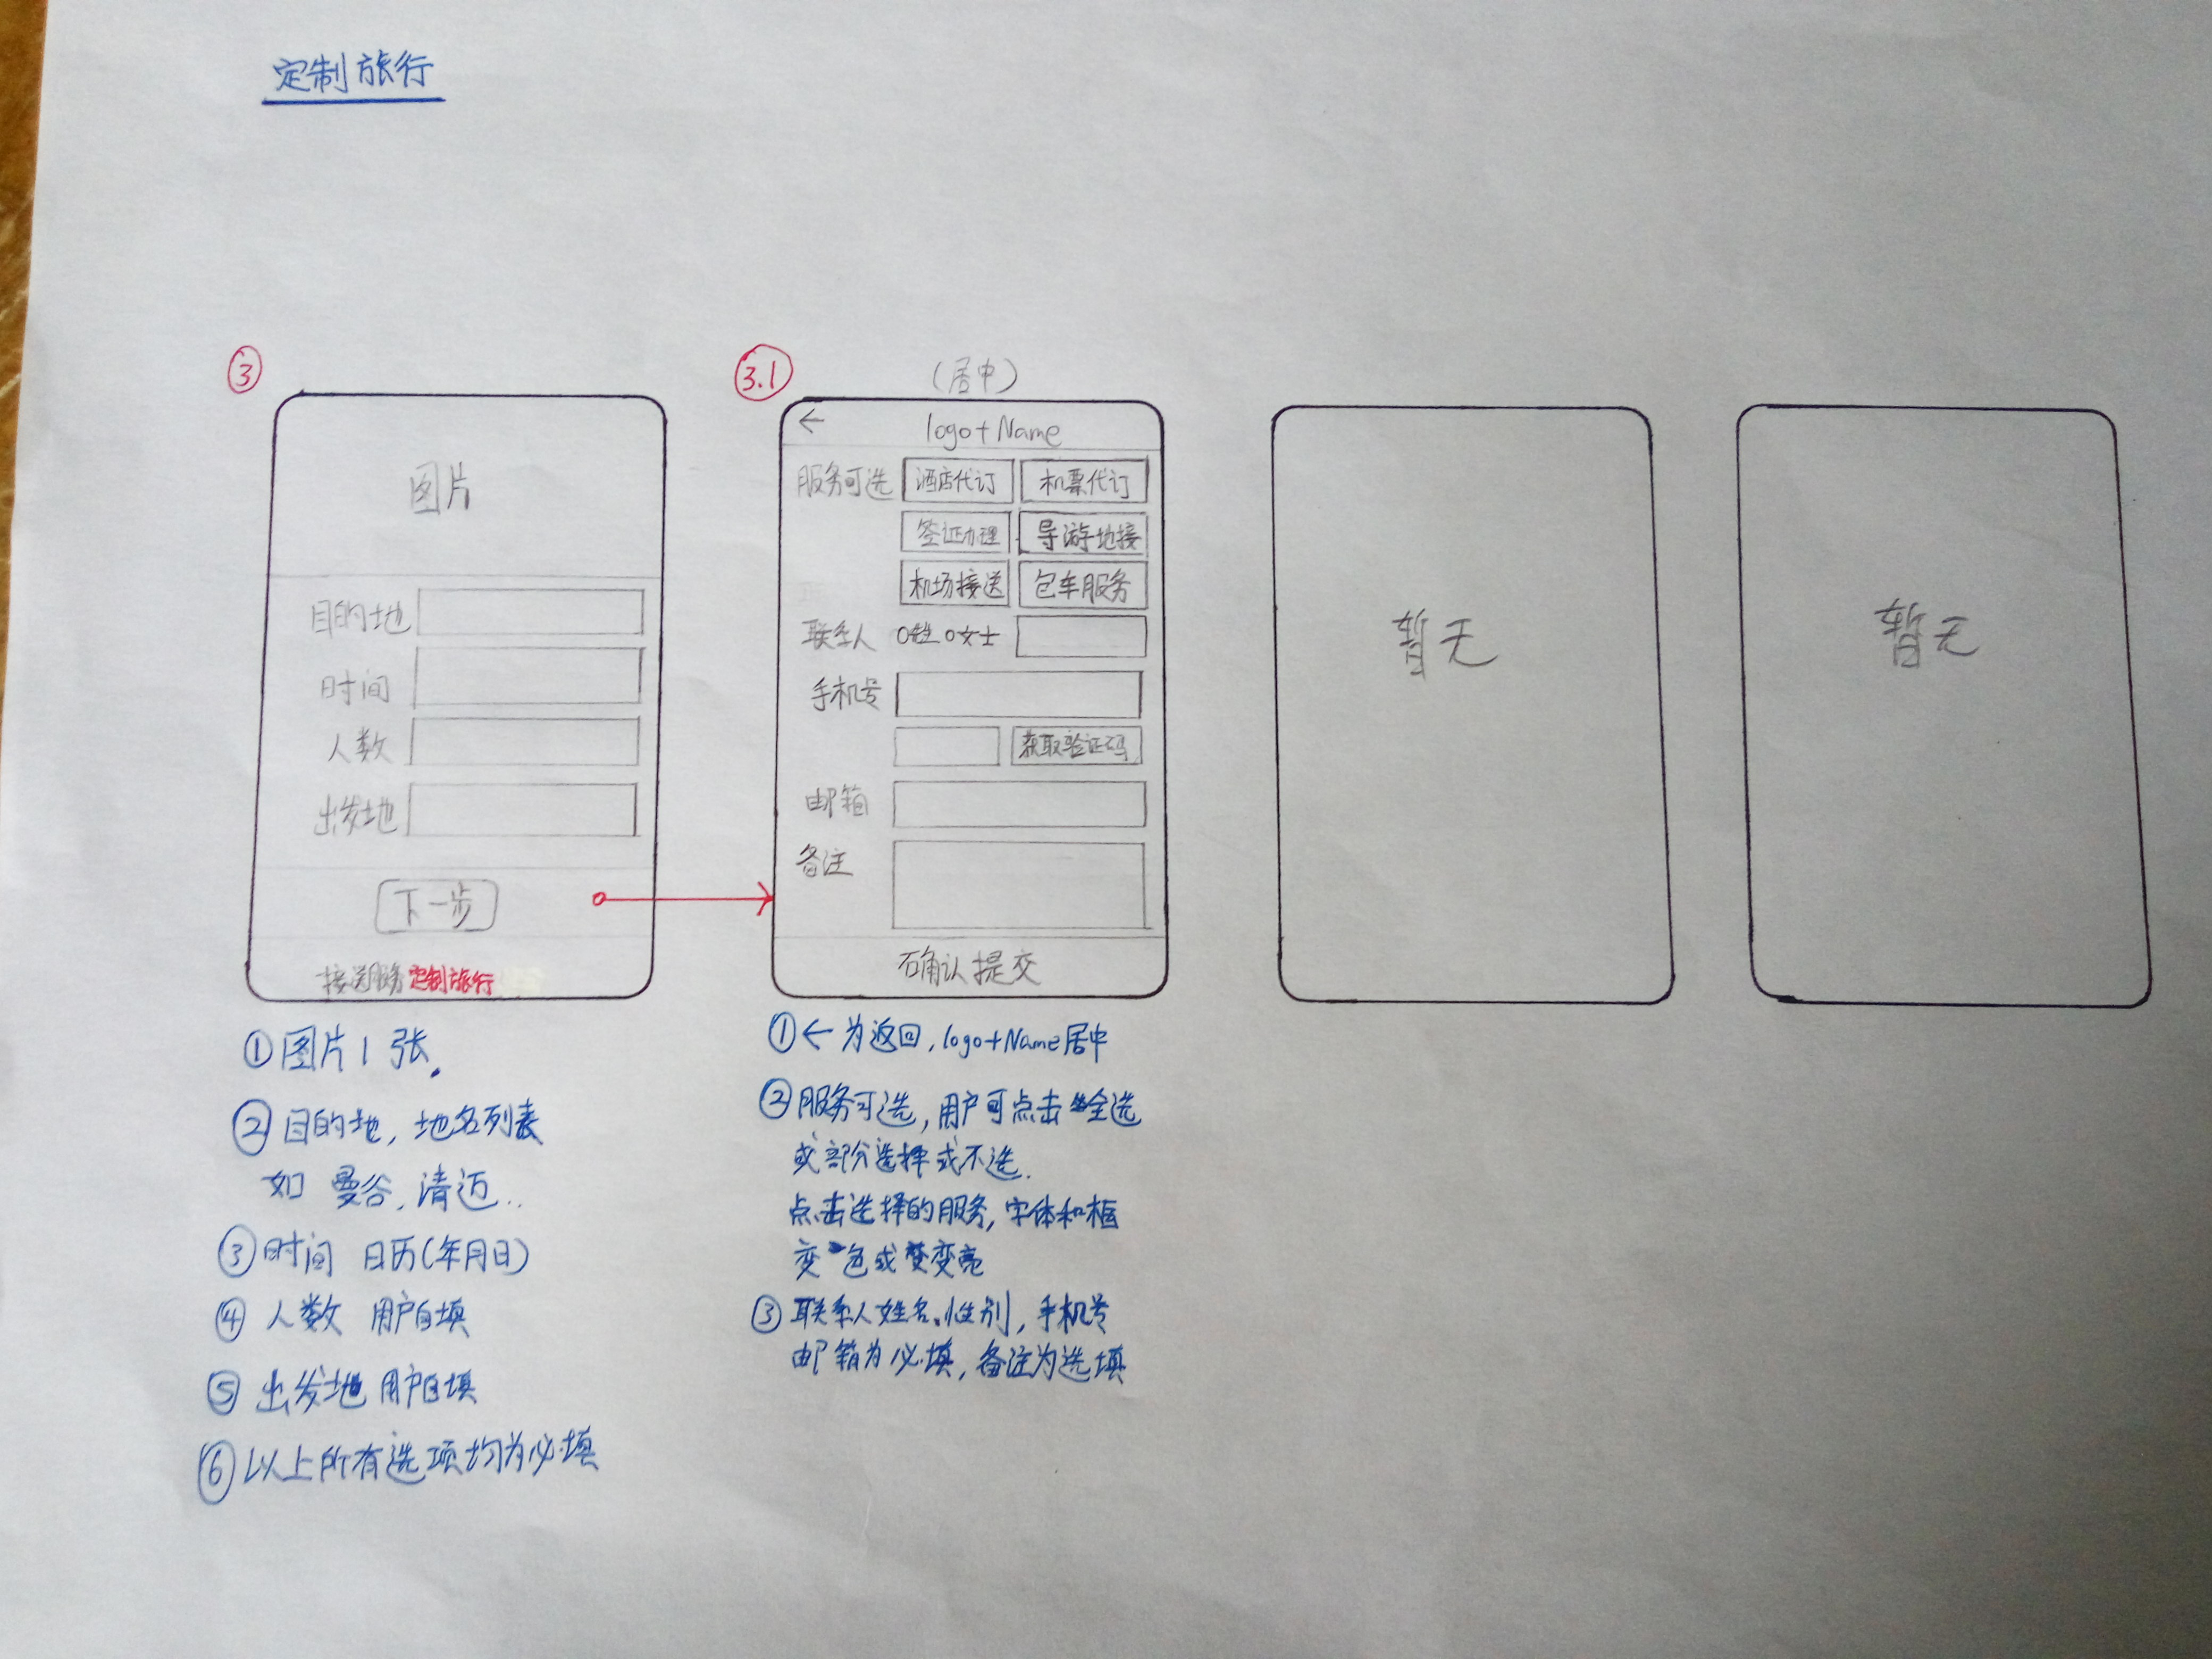 定制旅行
③
图片
目的地
时间
人数
出发地
下一步
接送服务 定制旅行
①图片1张.
②目的地,地名列表
如 曼谷,清迈..
③时间 日历(年月日)
④ 人数 用户自填
⑤ 出发地 用户自填
⑥以上所有选项均为必填
3.1
(居中)
← logo+Name
服务可选 酒店代订 机票代订
签证办理 导游地接
机场接送 包车服务
联系人 O先生 O女士
手机号
获取验证码
邮箱
备注
确认提交
①← 为返回,logo+Name居中
②服务可选,用户可点击全选
或部分选择或不选.
点击选择的服务,字体和框
变色或变亮
③ 联系人姓名、性别,手机号
邮箱为必填,备注为选填
暂无
暂无